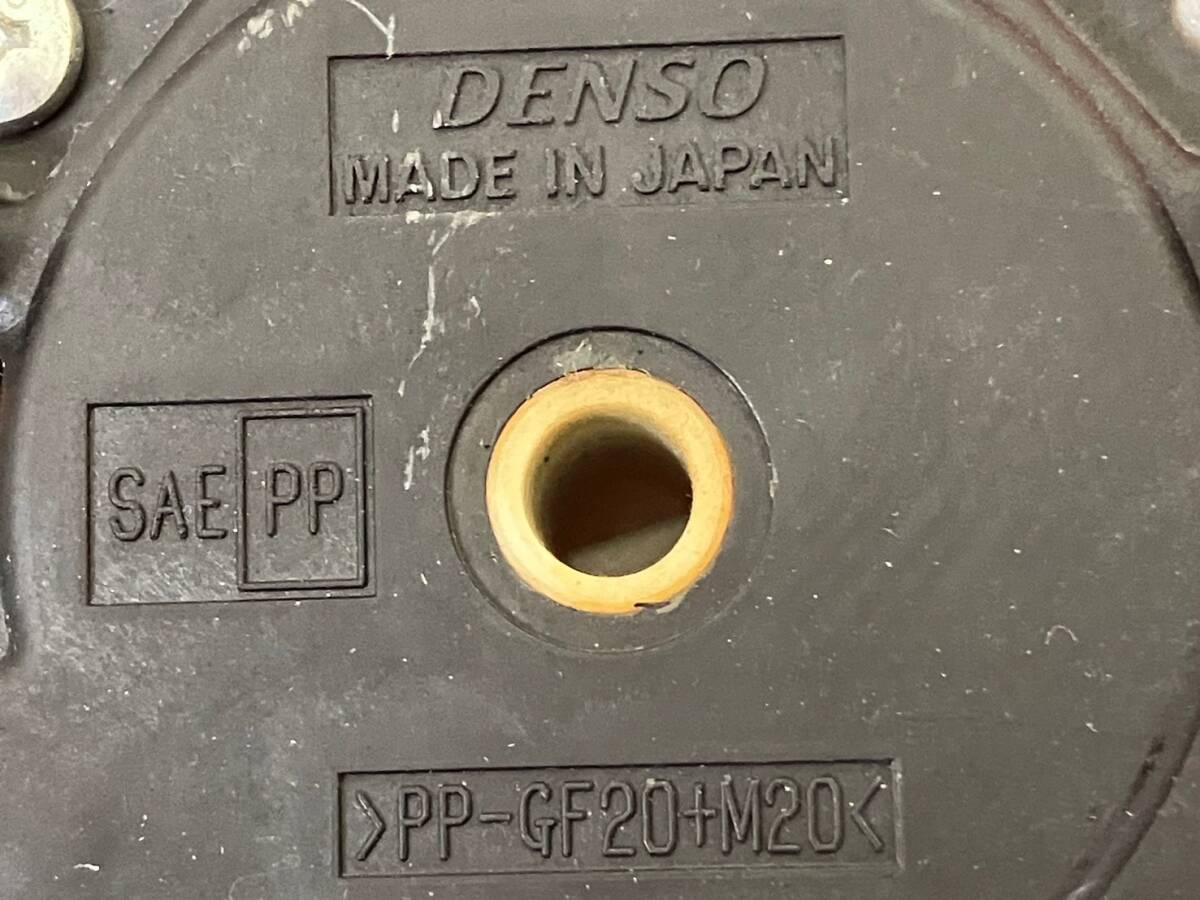 DENSO
MADE IN JAPAN
SAE PP
>PP-GF20+M20<